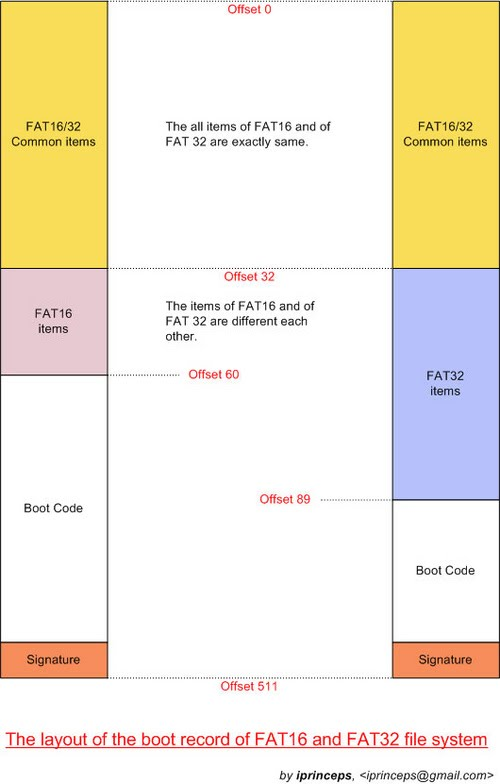 Offset 0
FAT16/32
Common items
The all items of FAT16 and of
FAT 32 are exactly same.
FAT16/32
Common items
Offset 32
FAT16
items
The items of FAT16 and of
FAT 32 are different each
other.
Offset 60
FAT32
items
Offset 89
Boot Code
Boot Code
Signature
Signature
Offset 511
The layout of the boot record of FAT16 and FAT32 file system
by iprinceps, <iprinceps@gmail.com>